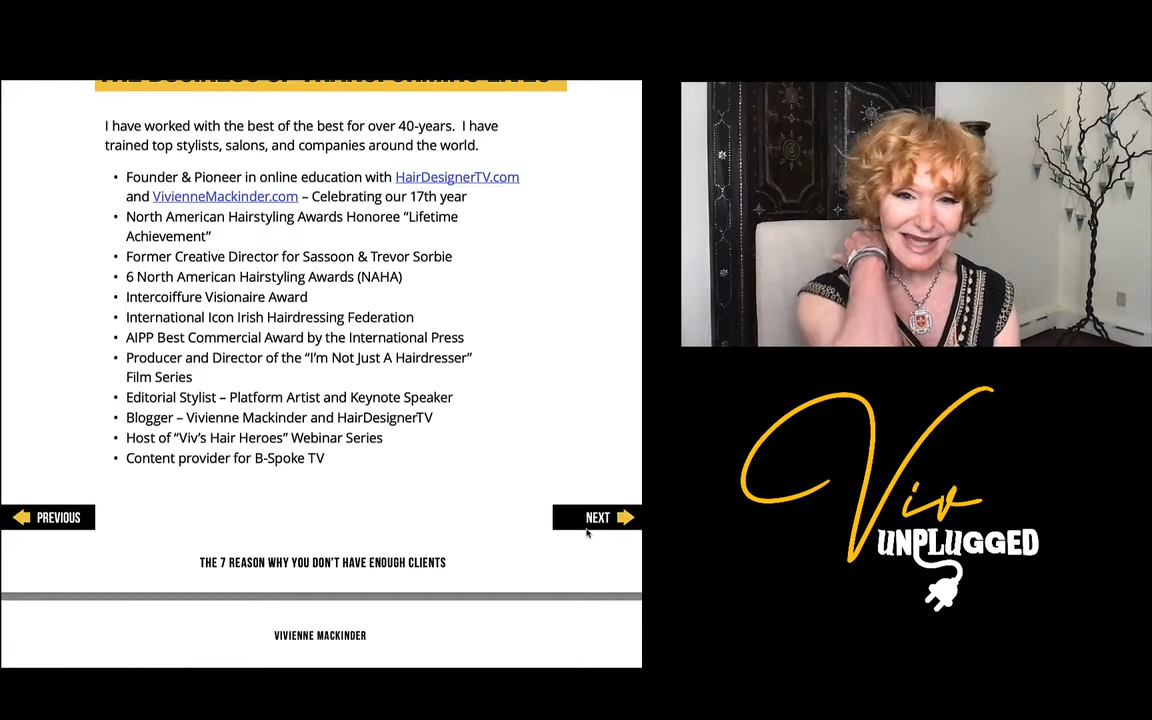 I have worked with the best of the best for over 40-years. I have
trained top stylists, salons, and companies around the world.
• Founder & Pioneer in online education with HairDesignerTV.com
and VivienneMackinder.com – Celebrating our 17th year
• North American Hairstyling Awards Honoree “Lifetime
Achievement”
• Former Creative Director for Sassoon & Trevor Sorbie
• 6 North American Hairstyling Awards (NAHA)
• Intercoiffure Visionaire Award
• International Icon Irish Hairdressing Federation
• AIPP Best Commercial Award by the International Press
• Producer and Director of the “I’m Not Just A Hairdresser”
Film Series
• Editorial Stylist – Platform Artist and Keynote Speaker
• Blogger – Vivienne Mackinder and HairDesignerTV
• Host of “Viv’s Hair Heroes” Webinar Series
• Content provider for B-Spoke TV
PREVIOUS
NEXT
THE 7 REASON WHY YOU DON’T HAVE ENOUGH CLIENTS
VIVIENNE MACKINDER
Viv
UNPLUGGED